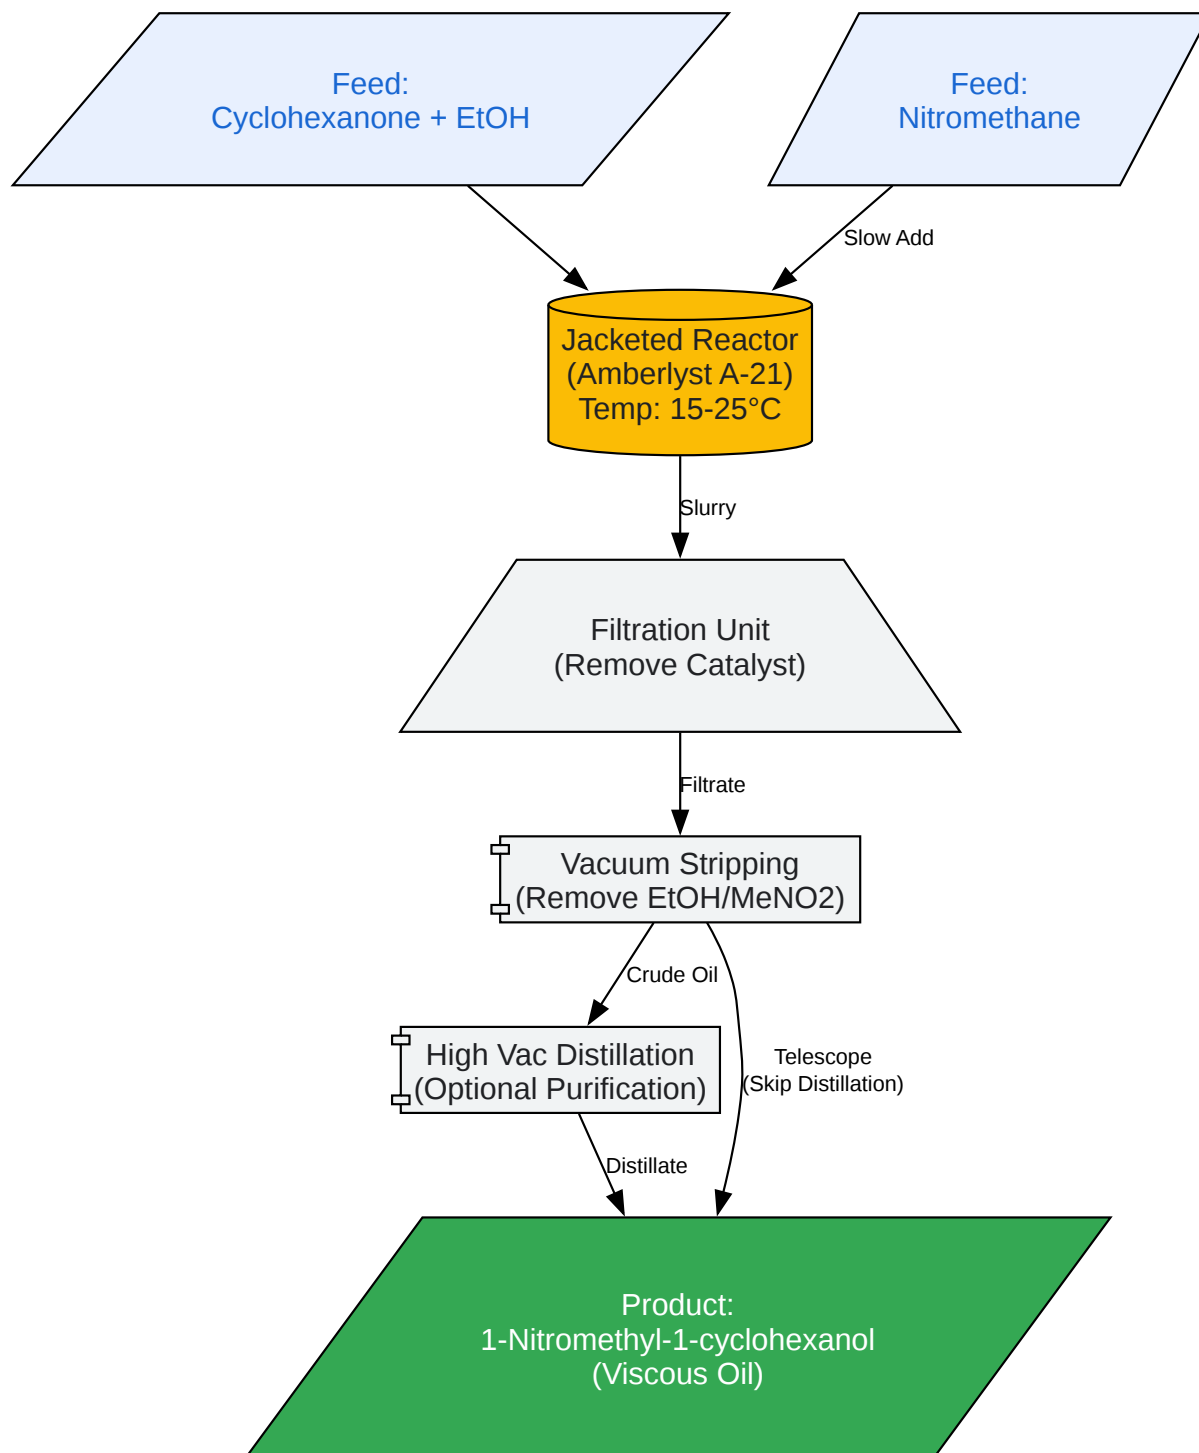 Feed:
Cyclohexanone + EtOH
Feed:
Nitromethane
Slow Add
Jacketed Reactor
(Amberlyst A-21)
Temp: 15-25°C
Slurry
Filtration Unit
(Remove Catalyst)
Filtrate
Vacuum Stripping
(Remove EtOH/MeNO2)
Crude Oil
High Vac Distillation
(Optional Purification)
Telescope
(Skip Distillation)
Distillate
Product:
1-Nitromethyl-1-cyclohexanol
(Viscous Oil)